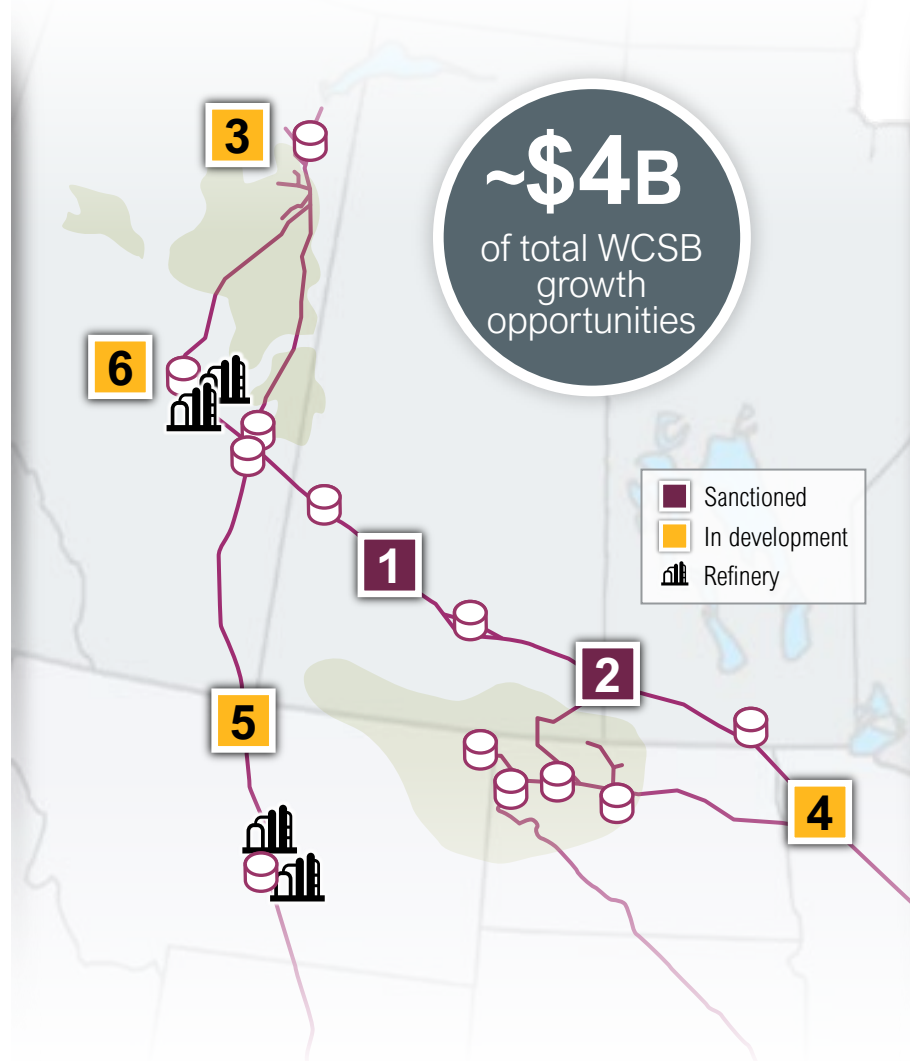 3
~$4B
of total WCSB
growth
opportunities
6
Sanctioned
In development
Refinery
1
2
5
4